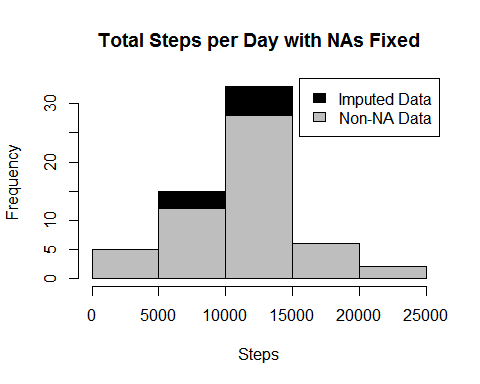 Total Steps per Day with NAs Fixed
Imputed Data
Non-NA Data
Frequency
30
20
10
5
0
0 5000 10000 15000 20000 25000
Steps